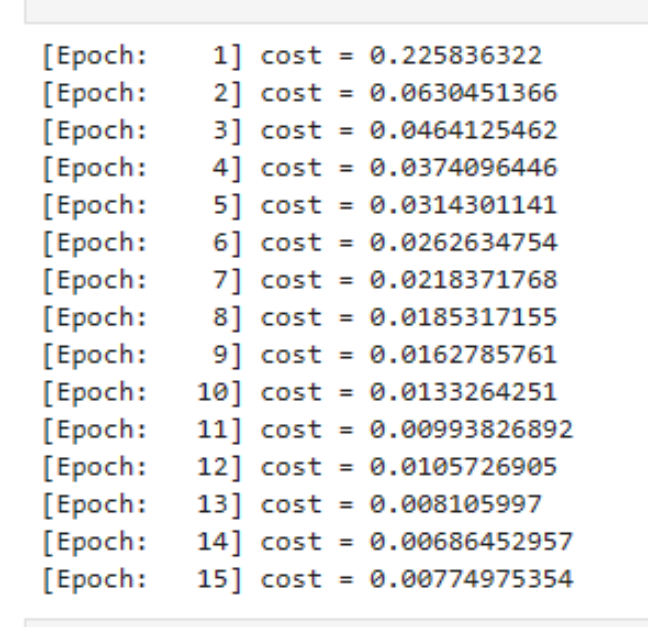 [Epoch:    1] cost = 0.225836322
[Epoch:    2] cost = 0.0630451366
[Epoch:    3] cost = 0.0464125462
[Epoch:    4] cost = 0.0374096446
[Epoch:    5] cost = 0.0314301141
[Epoch:    6] cost = 0.0262634754
[Epoch:    7] cost = 0.0218371768
[Epoch:    8] cost = 0.0185317155
[Epoch:    9] cost = 0.0162785761
[Epoch:   10] cost = 0.0133264251
[Epoch:   11] cost = 0.00993826892
[Epoch:   12] cost = 0.0105726905
[Epoch:   13] cost = 0.008105997
[Epoch:   14] cost = 0.00686452957
[Epoch:   15] cost = 0.00774975354